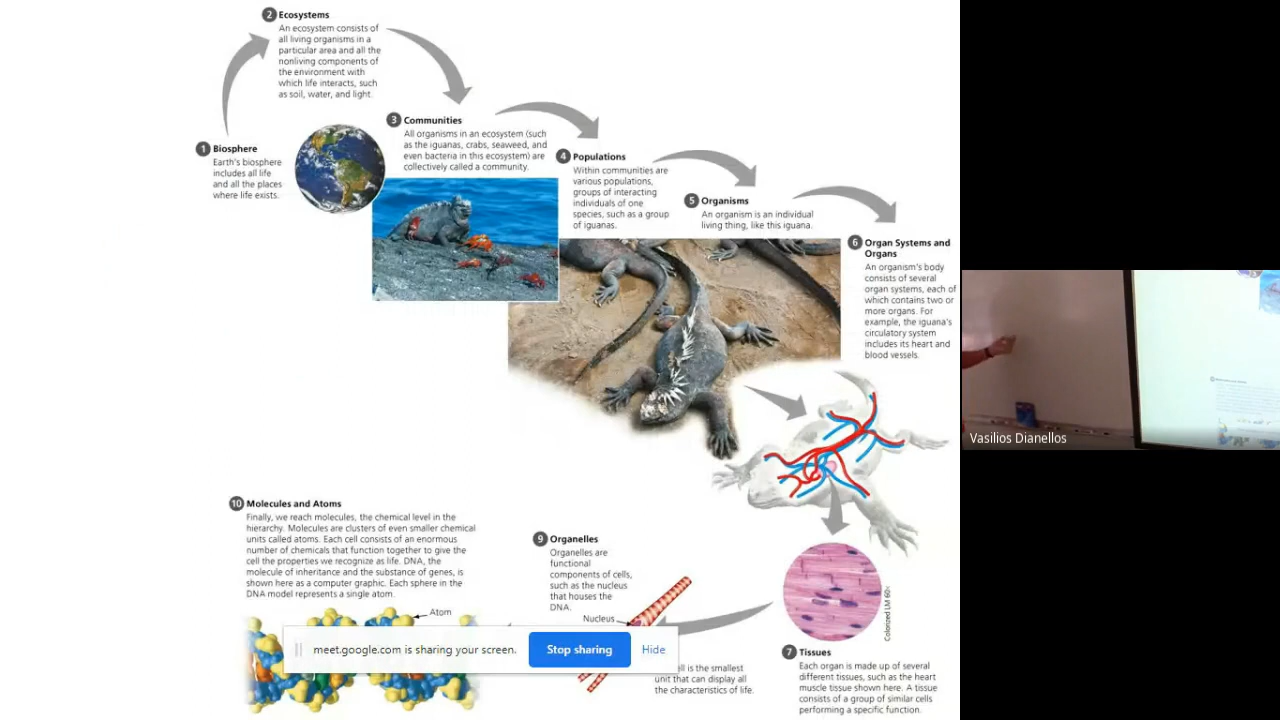 2 Ecosystems
An ecosystem consists of
all living organisms in a
particular area and all the
nonliving components of
the environment with
which life interacts, such
as soil, water, and light.
3 Communities
All organisms in an ecosystem (such
as the iguanas, crabs, seaweed, and
even bacteria in this ecosystem) are
collectively called a community.
1 Biosphere
Earth's biosphere
includes all life
and all the places
where life exists.
4 Populations
Within communities are
various populations,
groups of interacting
individuals of one
species, such as a group
of iguanas.
5 Organisms
An organism is an individual
living thing, like this iguana.
6 Organ Systems and
Organs
An organism's body
consists of several
organ systems, each of
which contains two or
more organs. For
example, the iguana's
circulatory system
includes its heart and
blood vessels.
Vasilios Dianellos
10 Molecules and Atoms
Finally, we reach molecules, the chemical level in the
hierarchy. Molecules are clusters of even smaller chemical
units called atoms. Each cell consists of an enormous
number of chemicals that function together to give the
cell the properties we recognize as life. DNA, the
molecule of inheritance and the substance of genes, is
shown here as a computer graphic. Each sphere in the
DNA model represents a single atom.
Atom
9 Organelles
Organelles are
functional
components of cells,
such as the nucleus
that houses the
DNA.
Nucleus
Colorized LM 60×
meet.google.com is sharing your screen.
Stop sharing
Hide
ell is the smallest
unit that can display all
the characteristics of life.
7 Tissues
Each organ is made up of several
different tissues, such as the heart
muscle tissue shown here. A tissue
consists of a group of similar cells
performing a specific function.